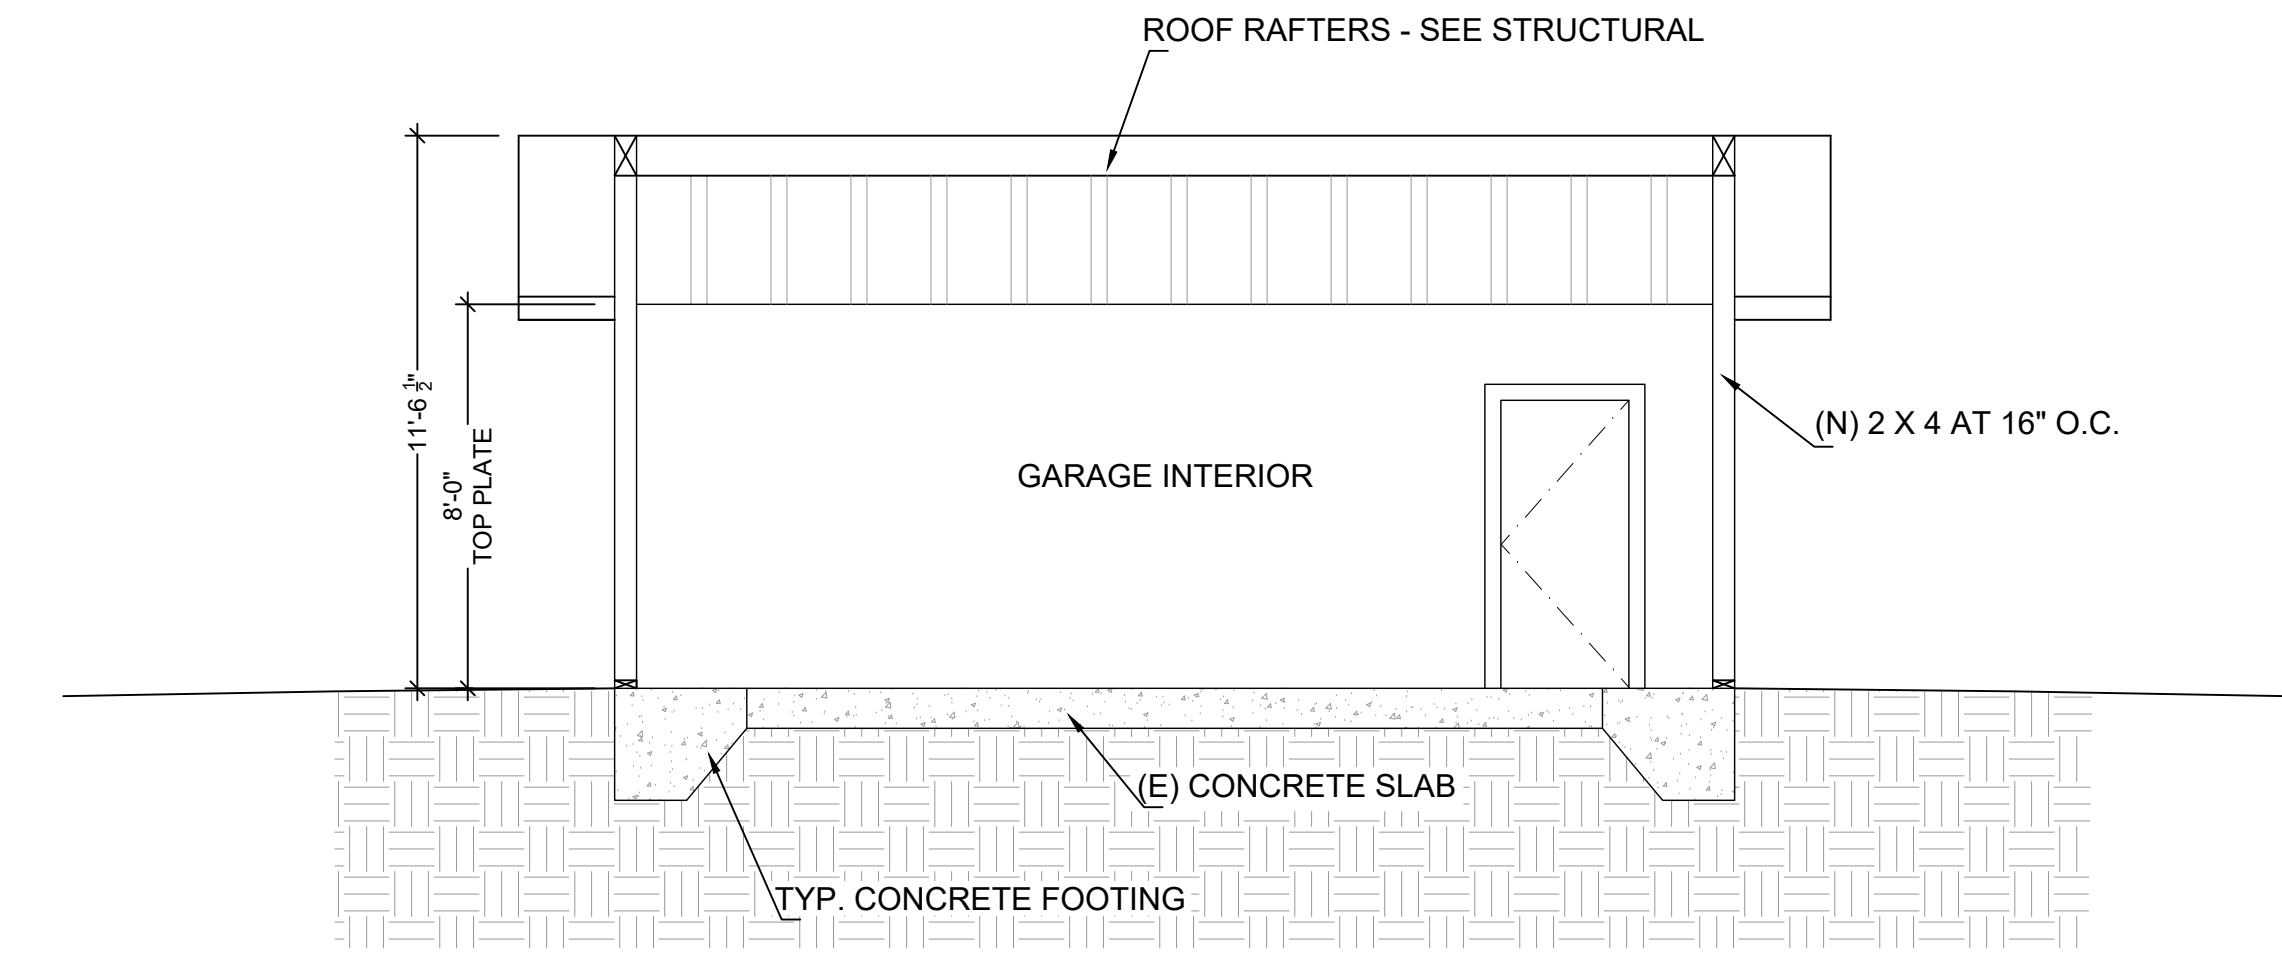 ROOF RAFTERS - SEE STRUCTURAL
11'-6 1/2"
8'-0"
TOP PLATE
(N) 2 X 4 AT 16" O.C.
GARAGE INTERIOR
(E) CONCRETE SLAB
TYP. CONCRETE FOOTING